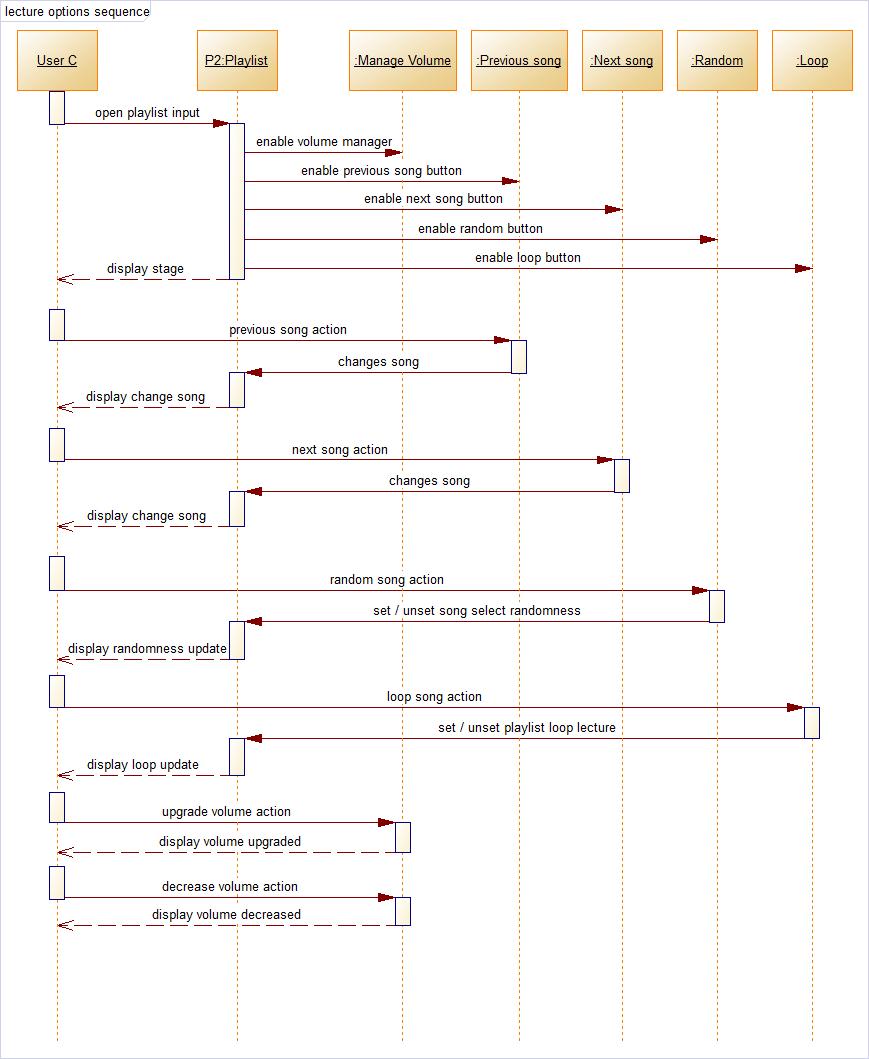 lecture options sequence
User C
P2:Playlist
:Manage Volume
:Previous song
:Next song
:Random
:Loop
open playlist input
enable volume manager
enable previous song button
enable next song button
enable random button
enable loop button
display stage
previous song action
changes song
display change song
next song action
changes song
display change song
random song action
set / unset song select randomness
display randomness update
loop song action
set / unset playlist loop lecture
display loop update
upgrade volume action
display volume upgraded
decrease volume action
display volume decreased